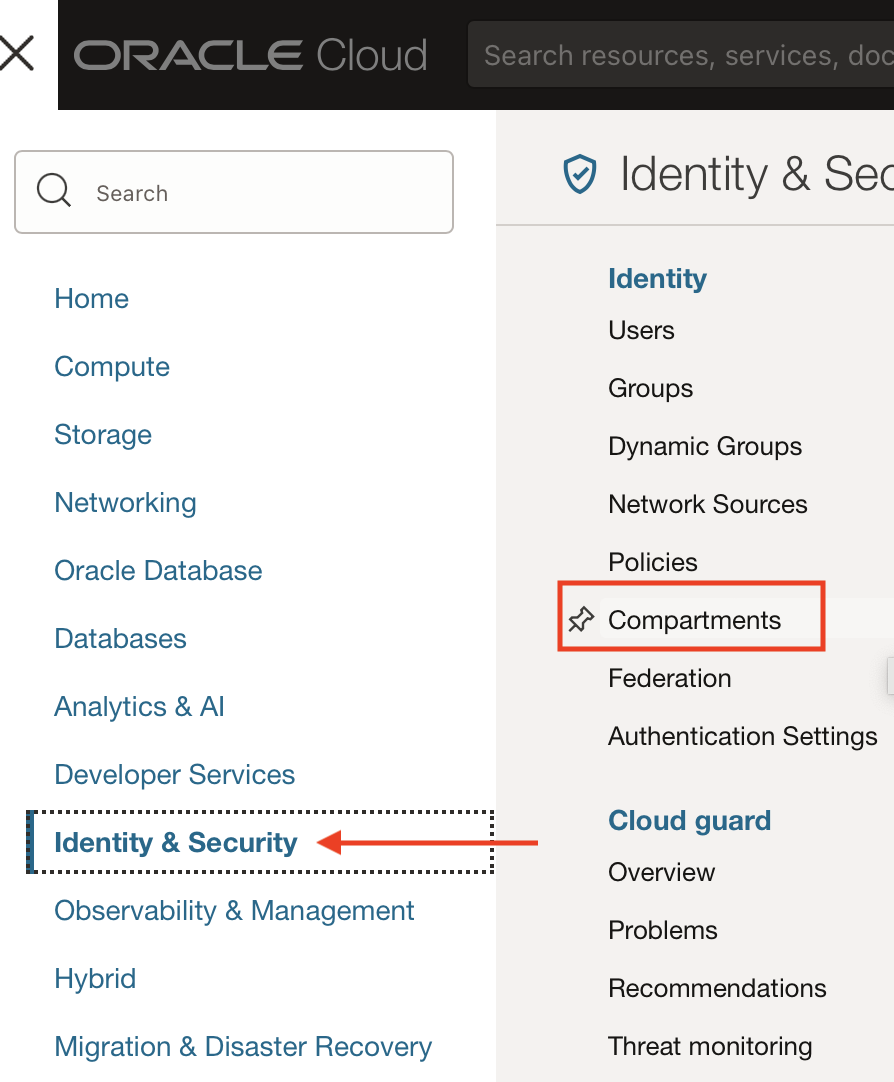 ORACLE Cloud
Search resources, services, doc
Search
Home
Compute
Storage
Networking
Oracle Database
Databases
Analytics & AI
Developer Services
Identity & Security
Observability & Management
Hybrid
Migration & Disaster Recovery
Identity & Sec
Identity
Users
Groups
Dynamic Groups
Network Sources
Policies
Compartments
Federation
Authentication Settings
Cloud guard
Overview
Problems
Recommendations
Threat monitoring